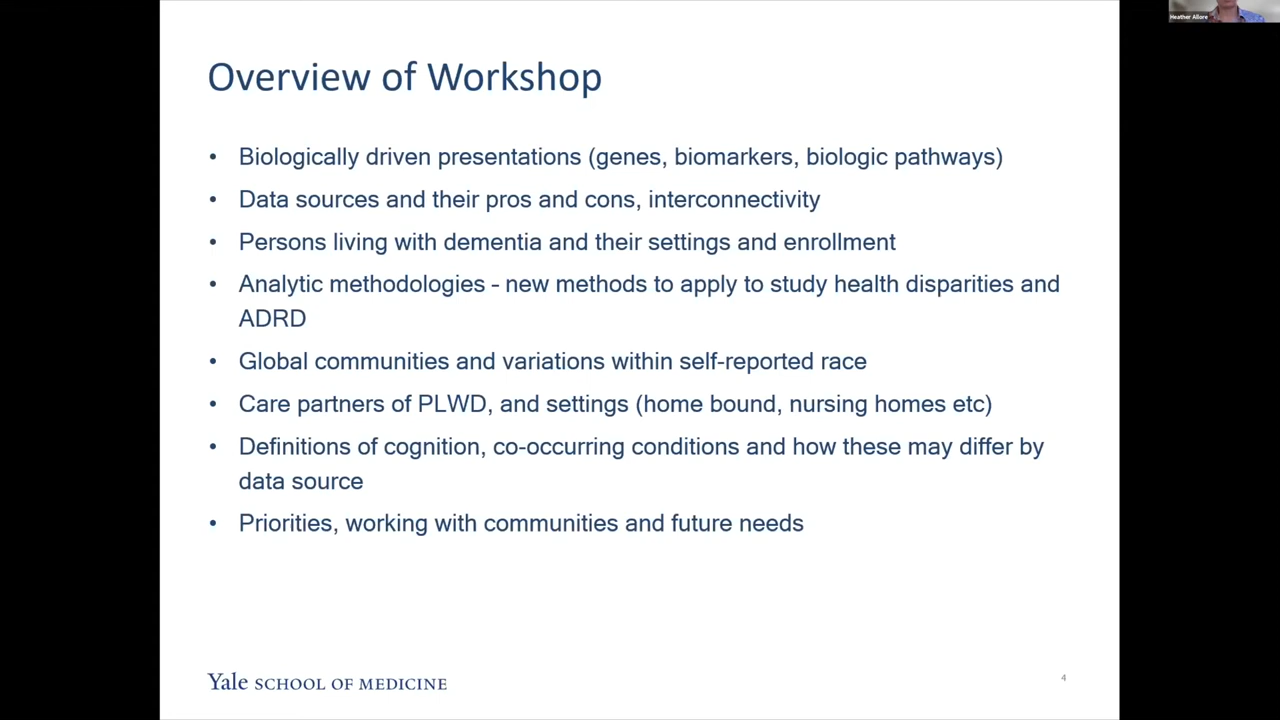 Heather Allore
Overview of Workshop
• Biologically driven presentations (genes, biomarkers, biologic pathways)
• Data sources and their pros and cons, interconnectivity
• Persons living with dementia and their settings and enrollment
• Analytic methodologies - new methods to apply to study health disparities and
ADRD
• Global communities and variations within self-reported race
• Care partners of PLWD, and settings (home bound, nursing homes etc)
• Definitions of cognition, co-occurring conditions and how these may differ by
data source
• Priorities, working with communities and future needs
Yale SCHOOL OF MEDICINE
4